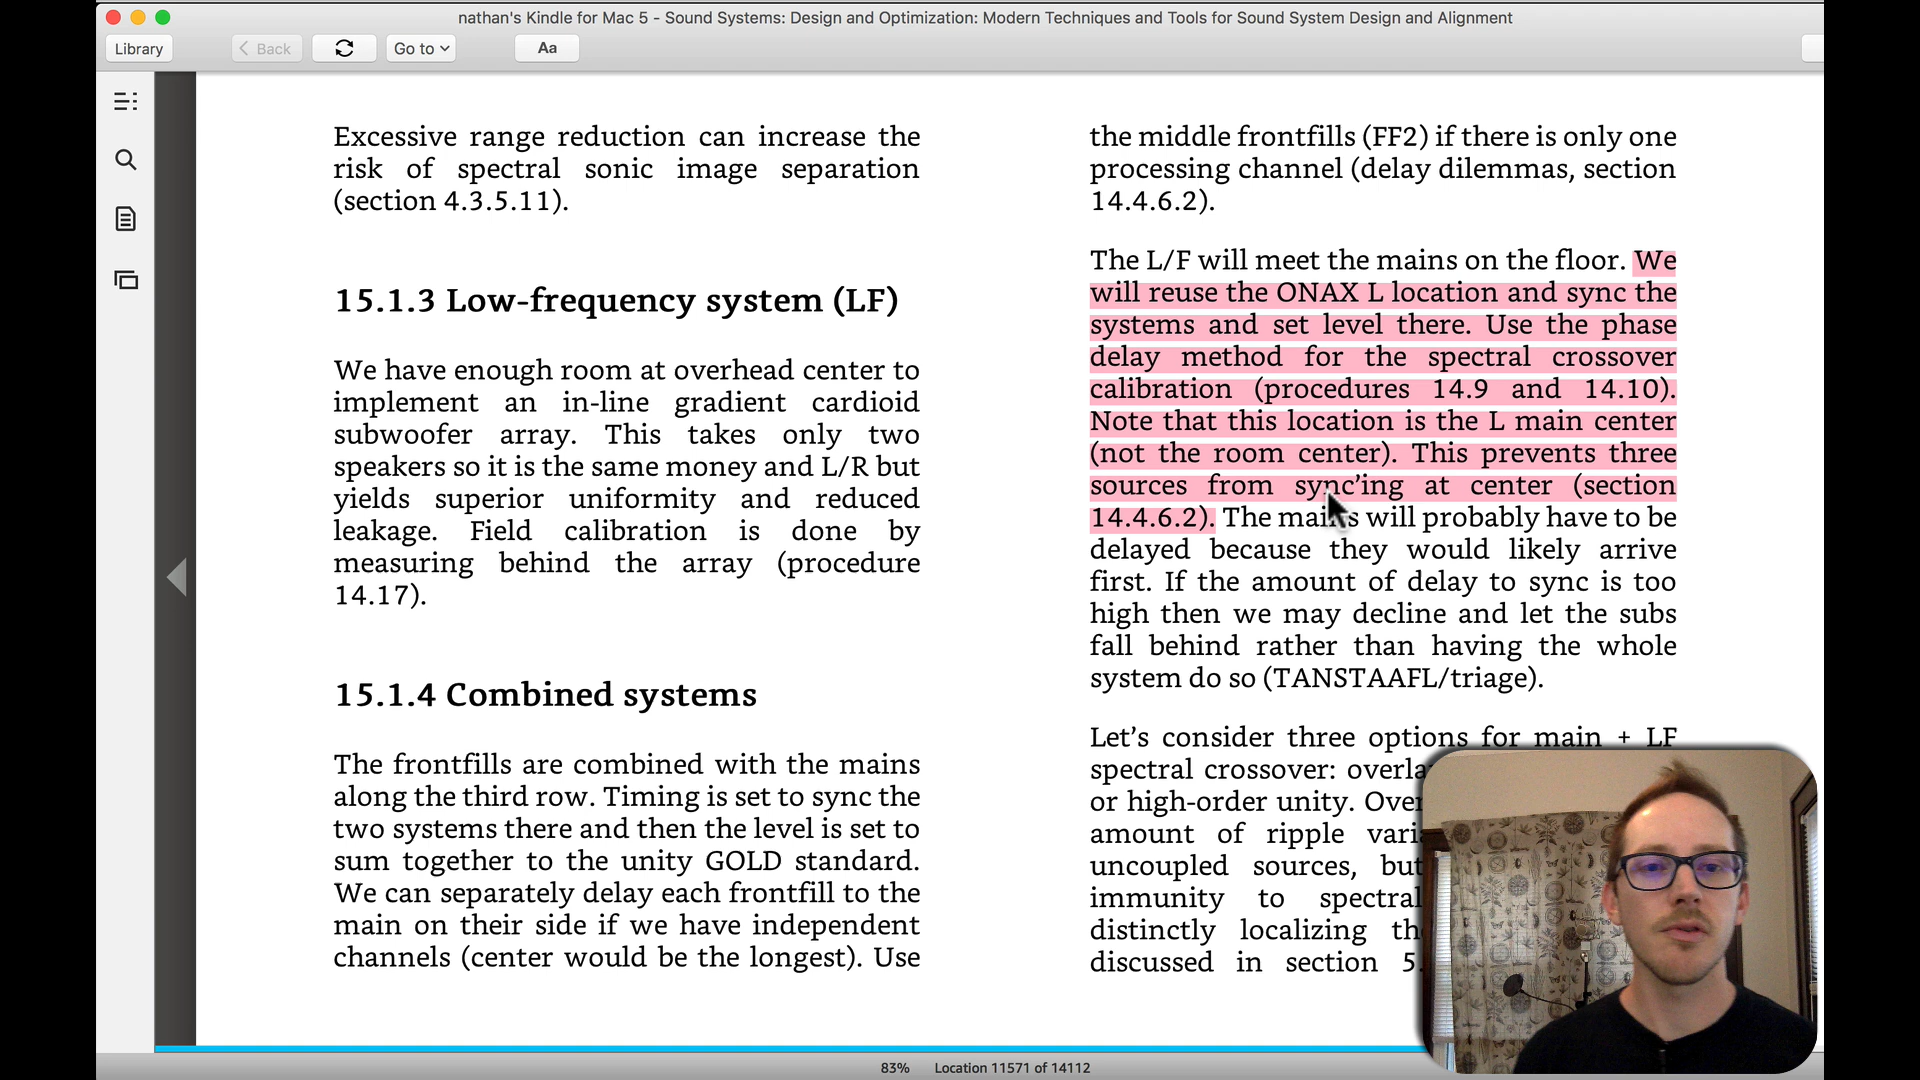 nathan's Kindle for Mac 5 - Sound Systems: Design and Optimization: Modern Techniques and Tools for Sound System Design and Alignment
Library
Back
Go to
Aa
Excessive range reduction can increase the
risk of spectral sonic image separation
(section 4.3.5.11).
15.1.3 Low-frequency system (LF)
We have enough room at overhead center to
implement an in-line gradient cardioid
subwoofer array. This takes only two
speakers so it is the same money and L/R but
yields superior uniformity and reduced
leakage. Field calibration is done by
measuring behind the array (procedure
14.17).
15.1.4 Combined systems
The frontfills are combined with the mains
along the third row. Timing is set to sync the
two systems there and then the level is set to
sum together to the unity GOLD standard.
We can separately delay each frontfill to the
main on their side if we have independent
channels (center would be the longest). Use
the middle frontfills (FF2) if there is only one
processing channel (delay dilemmas, section
14.4.6.2).
The L/F will meet the mains on the floor. We
will reuse the ONAX L location and sync the
systems and set level there. Use the phase
delay method for the spectral crossover
calibration (procedures 14.9 and 14.10).
Note that this location is the L main center
(not the room center). This prevents three
sources from sync'ing at center (section
14.4.6.2). The mains will probably have to be
delayed because they would likely arrive
first. If the amount of delay to sync is too
high then we may decline and let the subs
fall behind rather than having the whole
system do so (TANSTAAFL/triage).
Let's consider three options for main + LF
spectral crossover:
or high-order unity.
amount of ripple
uncoupled sources,
immunity to spectral
distinctly localizing
discussed in section 5.
83%
Location 11571 of 14112